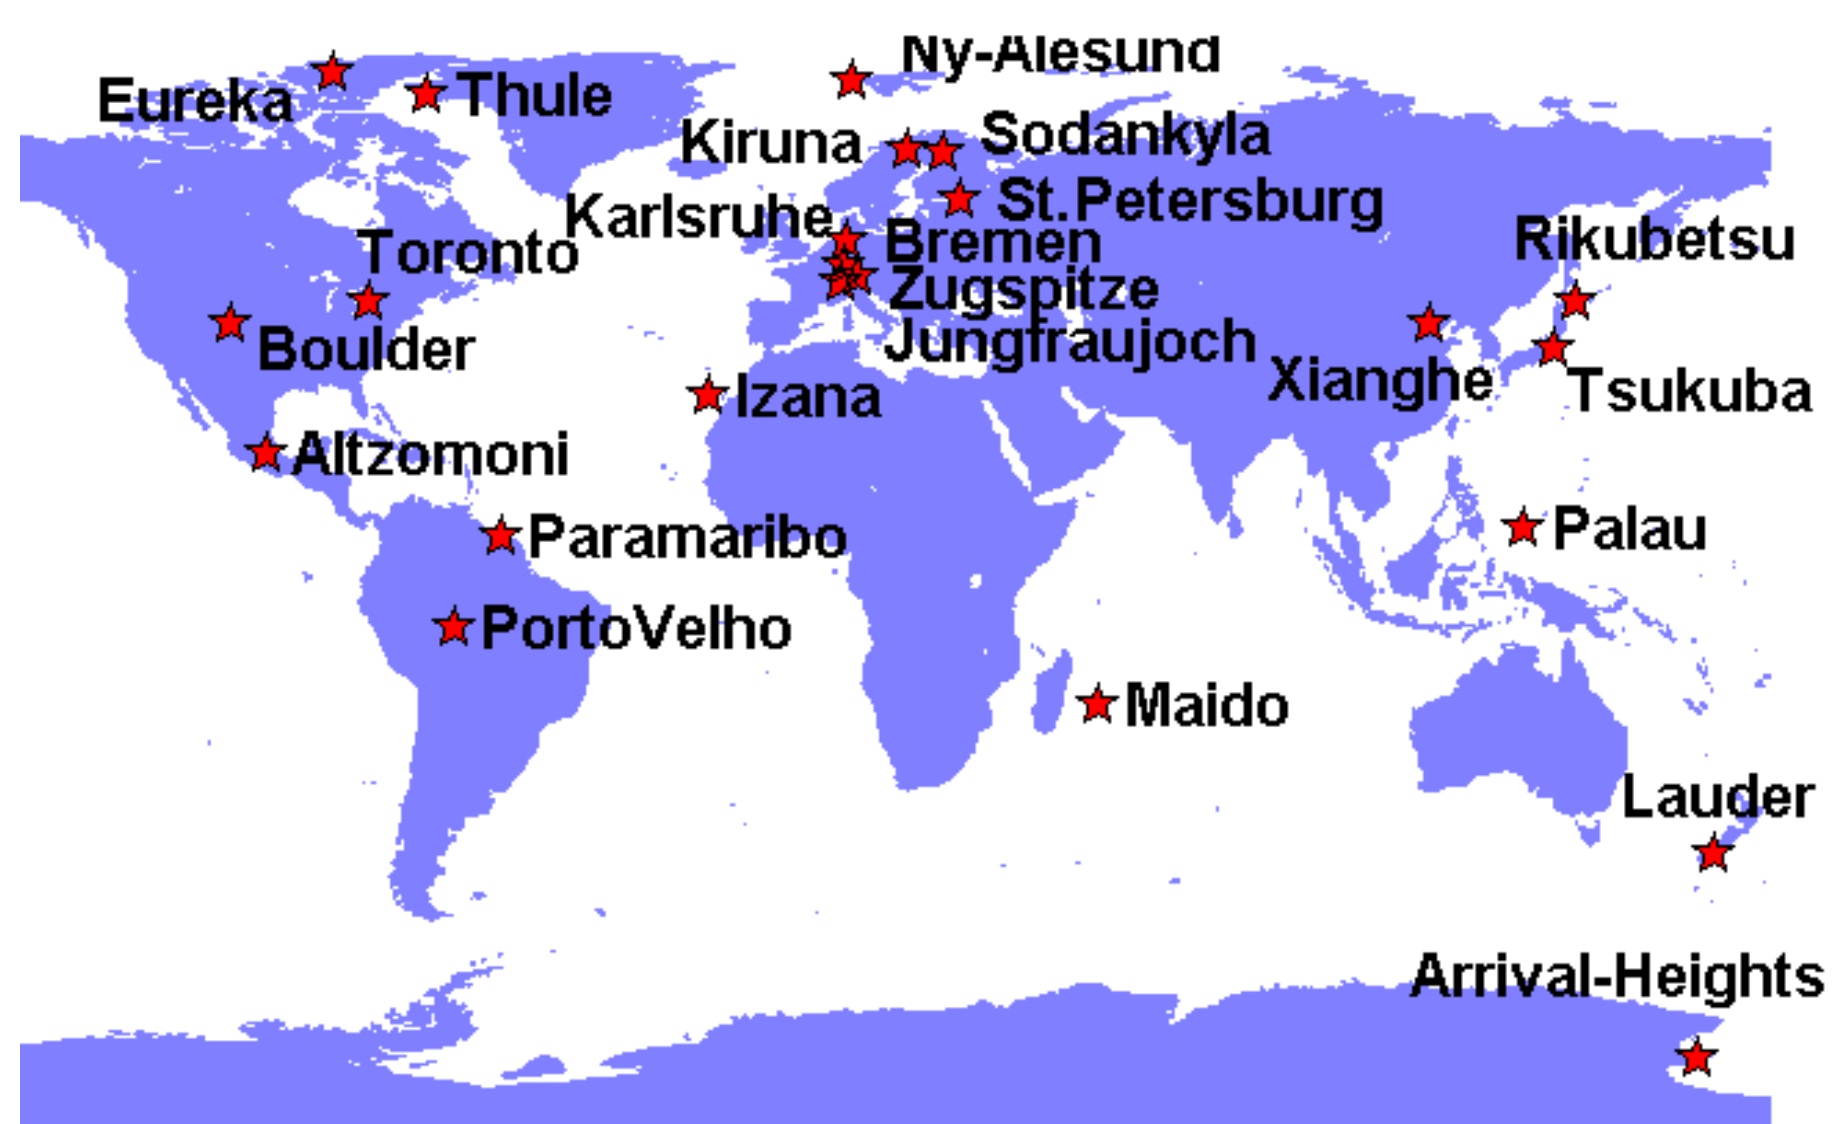 Ny-Alesund
Eureka
Thule
Kiruna
Sodankyla
St.Petersburg
Karlsruhe
Bremen
Rikubetsu
Toronto
Zugspitze
Boulder
Jungfraujoch
Xianghe
Tsukuba
Izana
Altzomoni
Paramaribo
Palau
PortoVelho
Maido
Lauder
Arrival-Heights